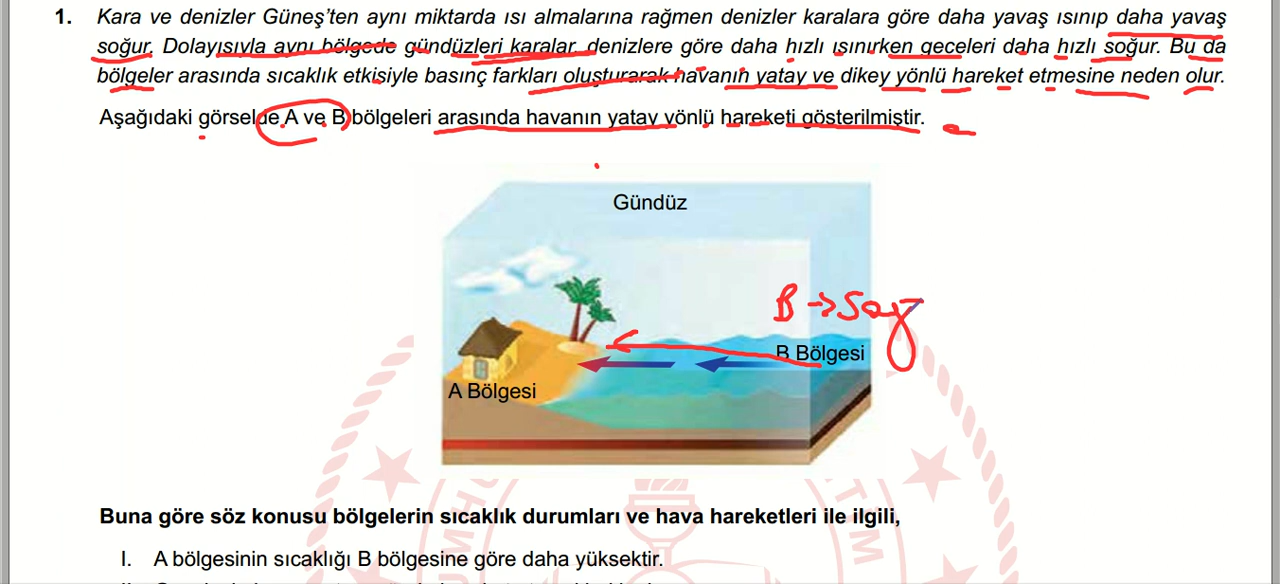 1. Kara ve denizler Güneş'ten aynı miktarda ısı almalarına rağmen denizler karalara göre daha yavaş ısınıp daha yavaş
soğur. Dolayısıyla aynı bölgede gündüzleri karalar, denizlere göre daha hızlı ısınırken geceleri daha hızlı soğur. Bu da
bölgeler arasında sıcaklık etkisiyle basınç farkları oluşturarak havanın yatay ve dikey yönlü hareket etmesine neden olur.
Aşağıdaki görselde A ve B bölgeleri arasında havanın yatay yönlü hareketi gösterilmiştir.
Gündüz
B → Soğ
B Bölgesi
A Bölgesi
Buna göre söz konusu bölgelerin sıcaklık durumları ve hava hareketleri ile ilgili,
I. A bölgesinin sıcaklığı B bölgesine göre daha yüksektir.